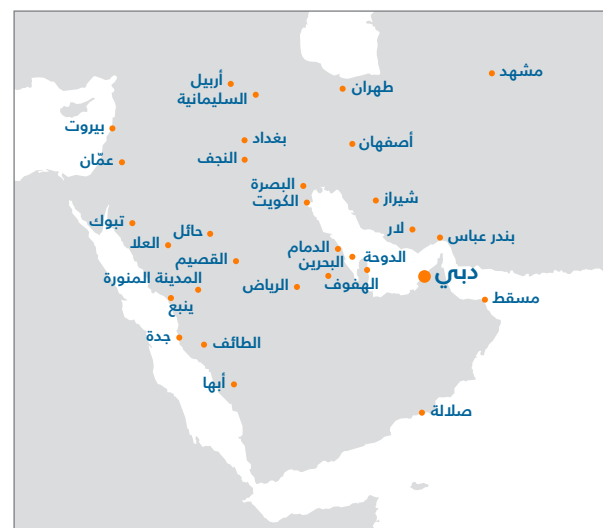 مشهد
طهران
أربيل
السليمانية
بيروت
بغداد
أصفهان
النجف
عمّان
البصرة
الكويت
شيراز
تبوك
حائل
لار
بندر عباس
العلا
الدمام
القصيم
البحرين
الدوحة
دبي
المدينة المنورة
الرياض
الهفوف
ينبع
مسقط
جدة
الطائف
أبها
صلالة